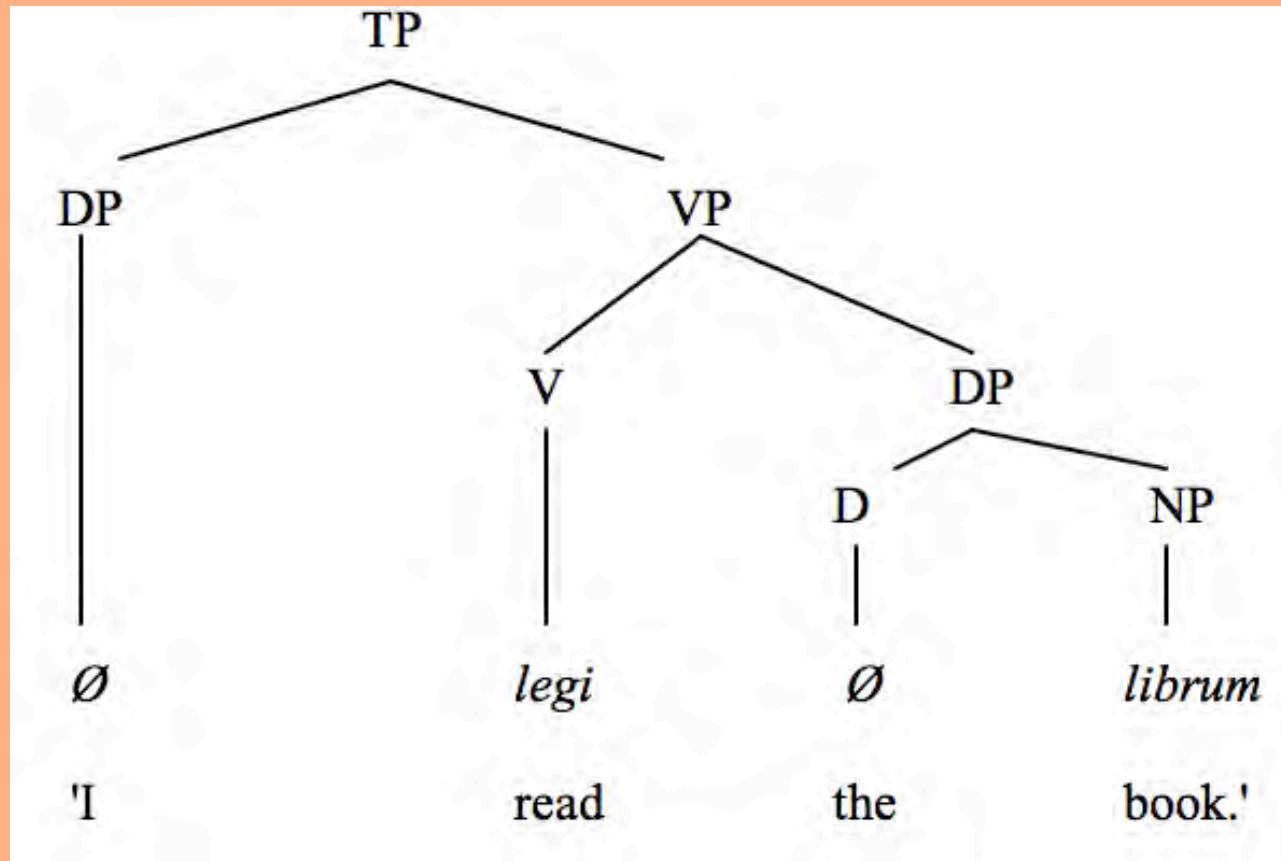 TP
DP VP
V DP
D NP
Ø legi Ø librum
'I read the book.'